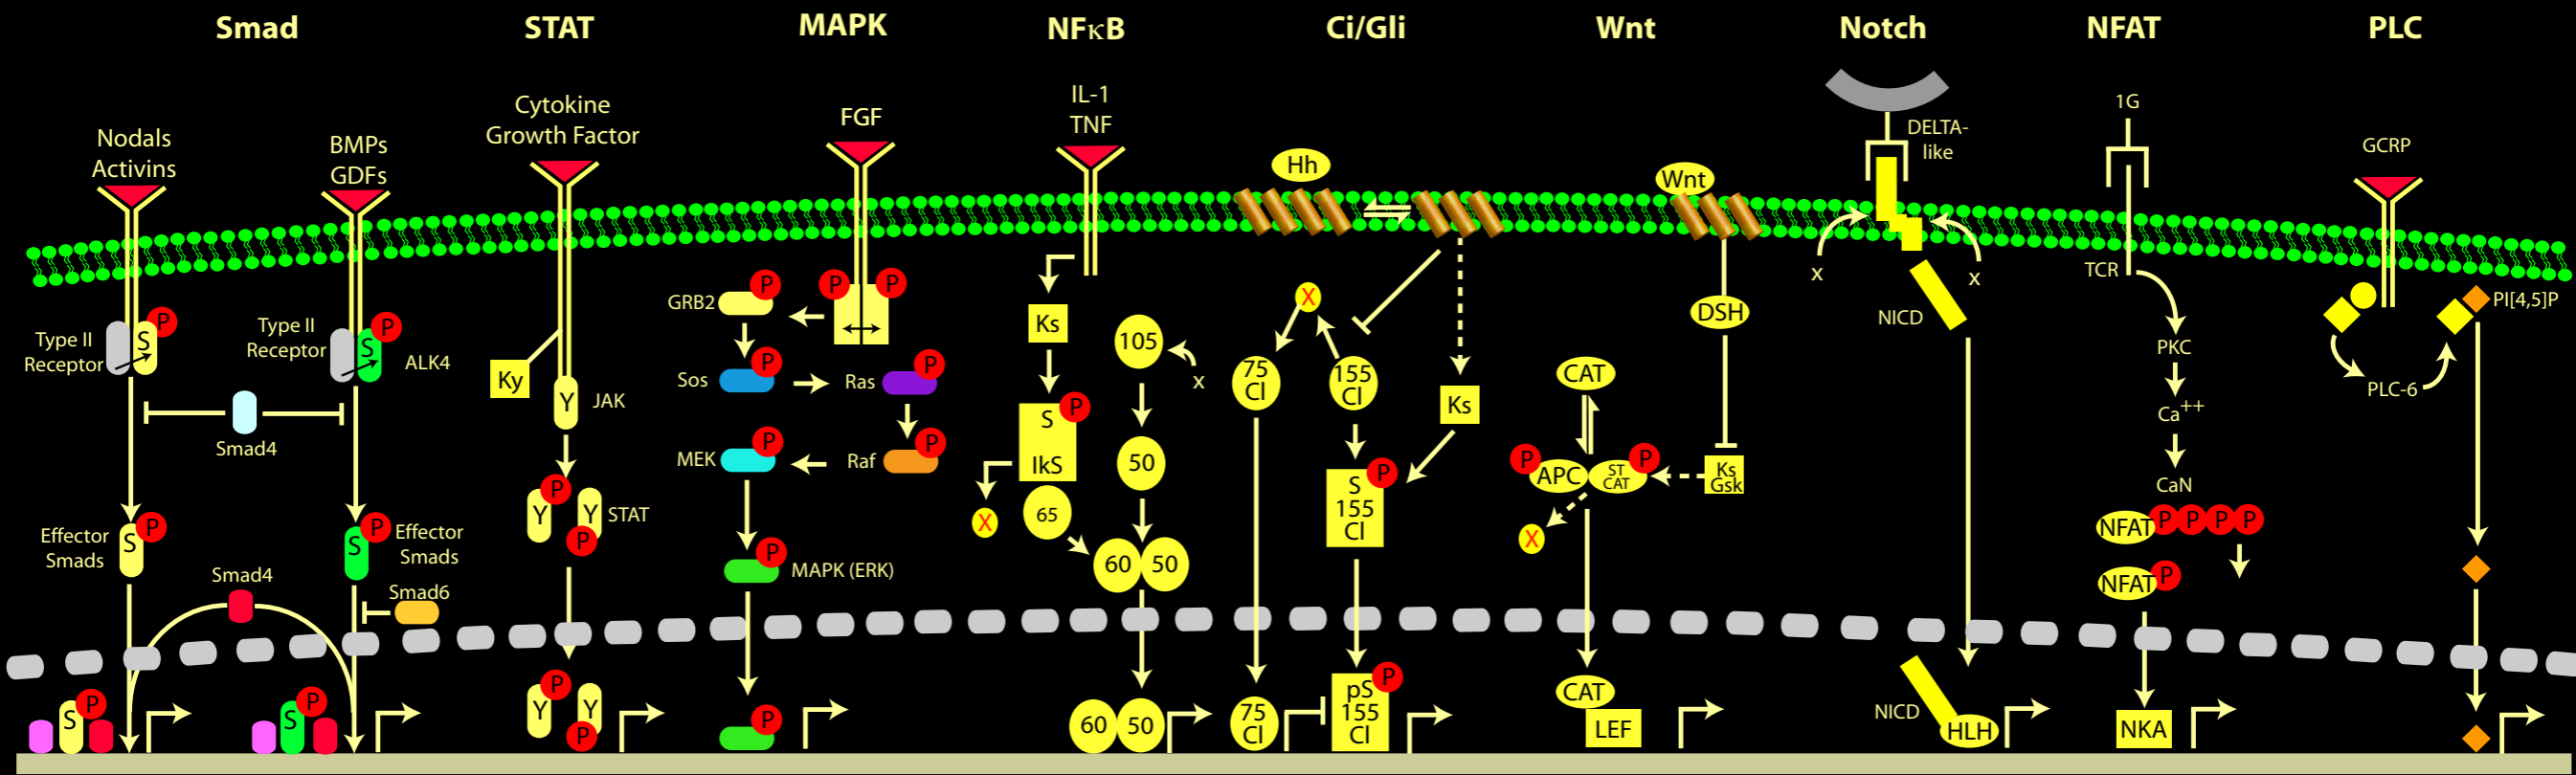 Smad
STAT
MAPK
NFκB
Ci/Gli
Wnt
Notch
NFAT
PLC
Nodals
Activins
Type II
Receptor
S
P
BMPs
GDFs
Type II
Receptor
S
P
ALK4
Smad4
Effector
Smads
S
P
S
P
Effector
Smads
Smad4
Smad6
S
P
S
P
Cytokine
Growth Factor
Ky
Y
JAK
P
Y
Y
P
STAT
P
Y
Y
P
FGF
P
P
GRB2
P
Sos
P
Ras
P
MEK
P
Raf
P
P
MAPK (ERK)
P
IL-1
TNF
Ks
S
P
IkS
X
65
105
x
50
60
50
60
50
Hh
X
75
Cl
155
Cl
Ks
S
155
Cl
P
75
Cl
pS
155
Cl
P
Wnt
DSH
CAT
P
APC
ST
CAT
P
Ks
Gsk
X
CAT
LEF
DELTA-
like
x
x
NICD
NICD
HLH
1G
TCR
PKC
Ca++
CaN
NFAT
P
P
P
P
NFAT
P
NKA
GCRP
PI[4,5]P
PLC-6